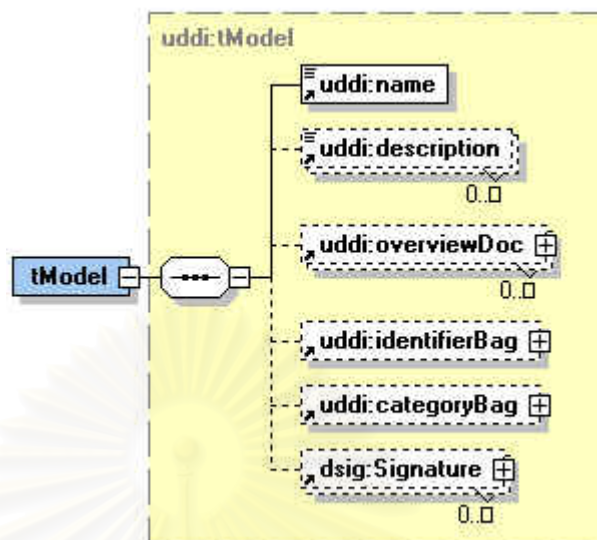 uddi:tModel
uddi:name
uddi:description
0..□
uddi:overviewDoc
0..□
tModel
uddi:identifierBag
uddi:categoryBag
dsig:Signature
0..□